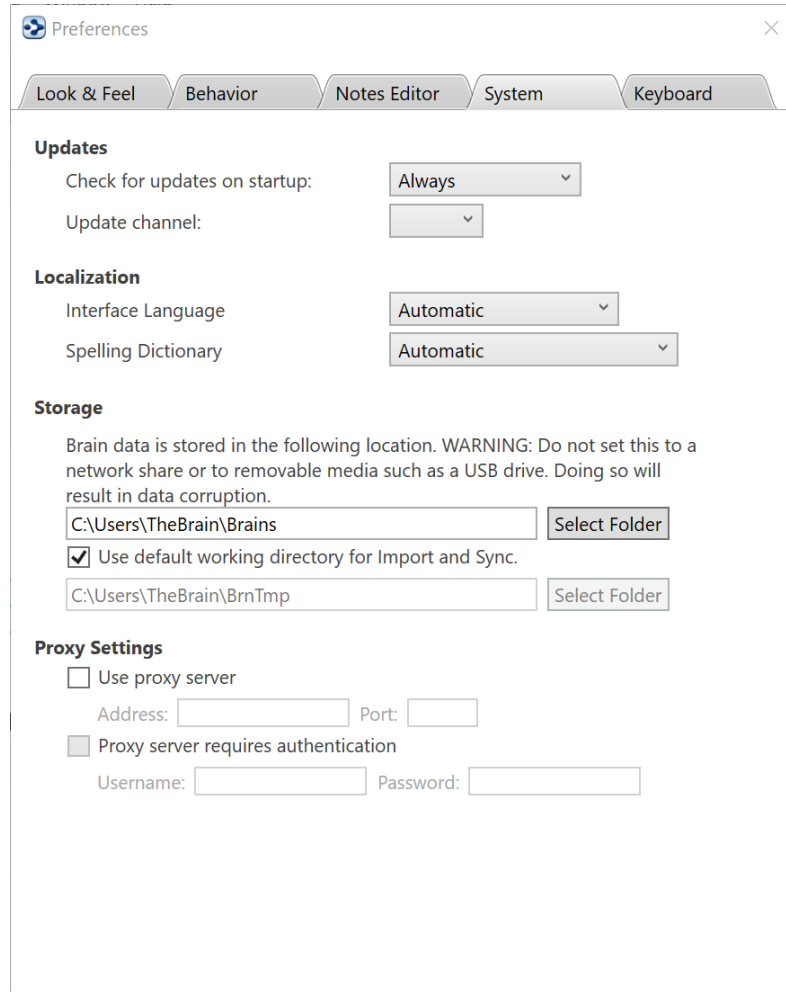 Preferences
Look & Feel
Behavior
Notes Editor
System
Keyboard
Updates
Check for updates on startup: Always
Update channel:
Localization
Interface Language Automatic
Spelling Dictionary Automatic
Storage
Brain data is stored in the following location. WARNING: Do not set this to a
network share or to removable media such as a USB drive. Doing so will
result in data corruption.
C:\Users\TheBrain\Brains Select Folder
Use default working directory for Import and Sync.
C:\Users\TheBrain\BrnTmp Select Folder
Proxy Settings
Use proxy server
Address: Port:
Proxy server requires authentication
Username: Password: